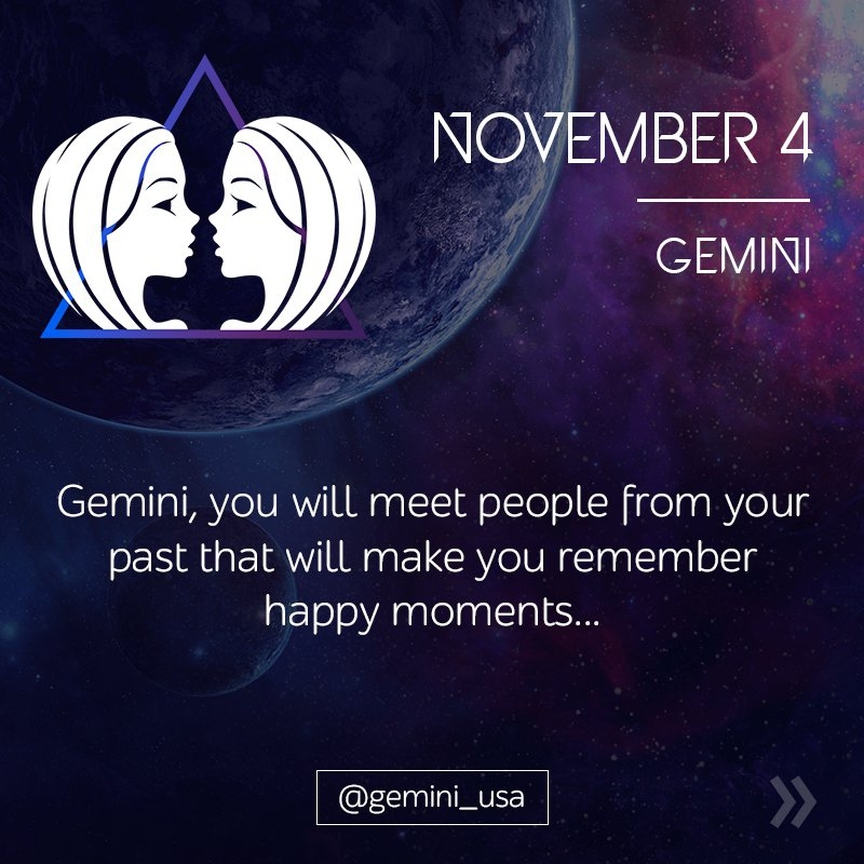 NOVEMBER 4
GEMINI
Gemini, you will meet people from your
past that will make you remember
happy moments...
@gemini_usa